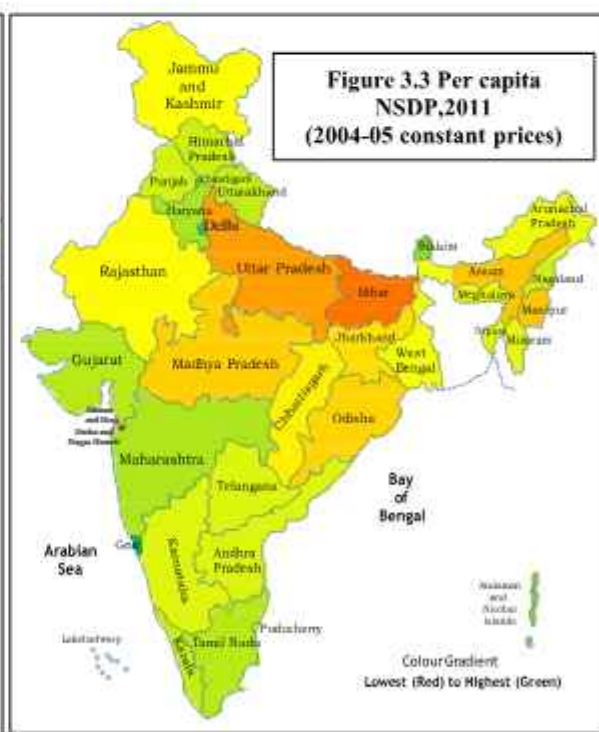 Figure 3.3 Per capita
NSDP,2011
(2004-05 constant prices)
Jammu
and
Kashmir
Himachal
Pradesh
Punjab
Chandigarh
Uttarakhand
Haryana
Delhi
Arunachal
Pradesh
Sikkim
Rajasthan
Uttar Pradesh
Bihar
Assam
Nagaland
Meghalaya
Manipur
Tripura
Mizoram
Jharkhand
West
Bengal
Gujarat
Madhya Pradesh
Chhattisgarh
Odisha
Maharashtra
Telangana
Bay
of
Bengal
Arabian
Sea
Goa
Karnataka
Andhra
Pradesh
Andaman
and
Nicobar
Islands
Puducherry
Tamil Nadu
Kerala
Colour Gradient
Lowest (Red) to Highest (Green)